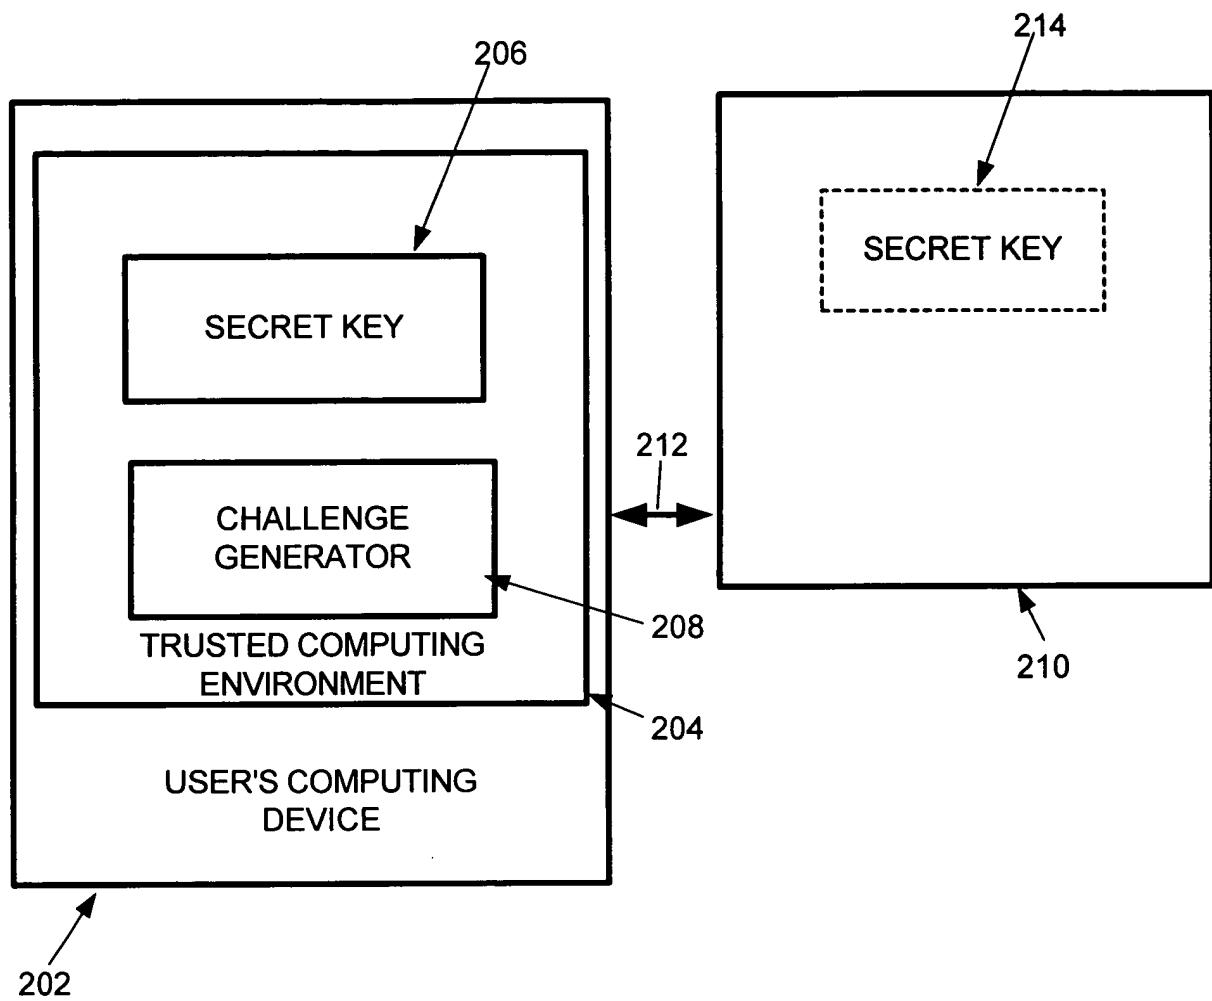 206
214
SECRET KEY
SECRET KEY
212
CHALLENGE
GENERATOR
208
TRUSTED COMPUTING
ENVIRONMENT
210
204
USER'S COMPUTING
DEVICE
202